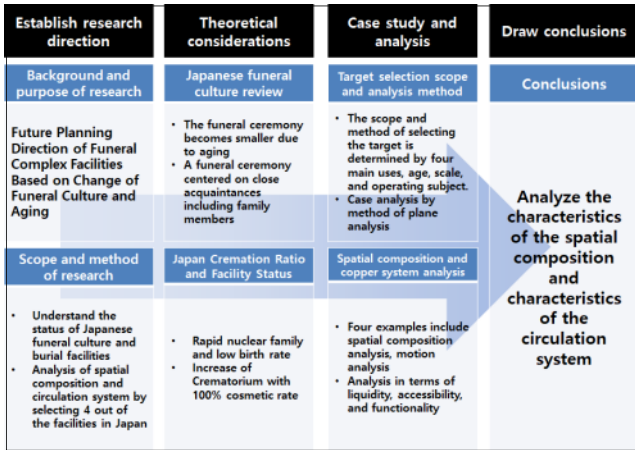 Establish research
direction
Theoretical
considerations
Case study and
analysis
Draw conclusions
Background and
purpose of research
Japanese funeral
culture review
Target selection scope
and analysis method
Conclusions
Future Planning
Direction of Funeral
Complex Facilities
Based on Change of
Funeral Culture and
Aging
• The funeral ceremony
becomes smaller due
to aging
• A funeral ceremony
centered on close
acquaintances
including family
members
• The scope and
method of selecting
the target is
determined by four
main uses, age, scale,
and operating subject.
• Case analysis by
method of plane
analysis
Analyze the
characteristics
of the spatial
composition
and
characteristics
of the
circulation
system
Scope and method
of research
Japan Cremation Ratio
and Facility Status
Spatial composition and
copper system analysis
• Understand the
status of Japanese
funeral culture and
burial facilities
• Analysis of spatial
composition and
circulation system by
selecting 4 out of
the facilities in Japan
• Rapid nuclear family
and low birth rate
• Increase of
Crematorium with
100% cosmetic rate
• Four examples include
spatial composition
analysis, motion
analysis
• Analysis in terms of
liquidity, accessibility,
and functionality